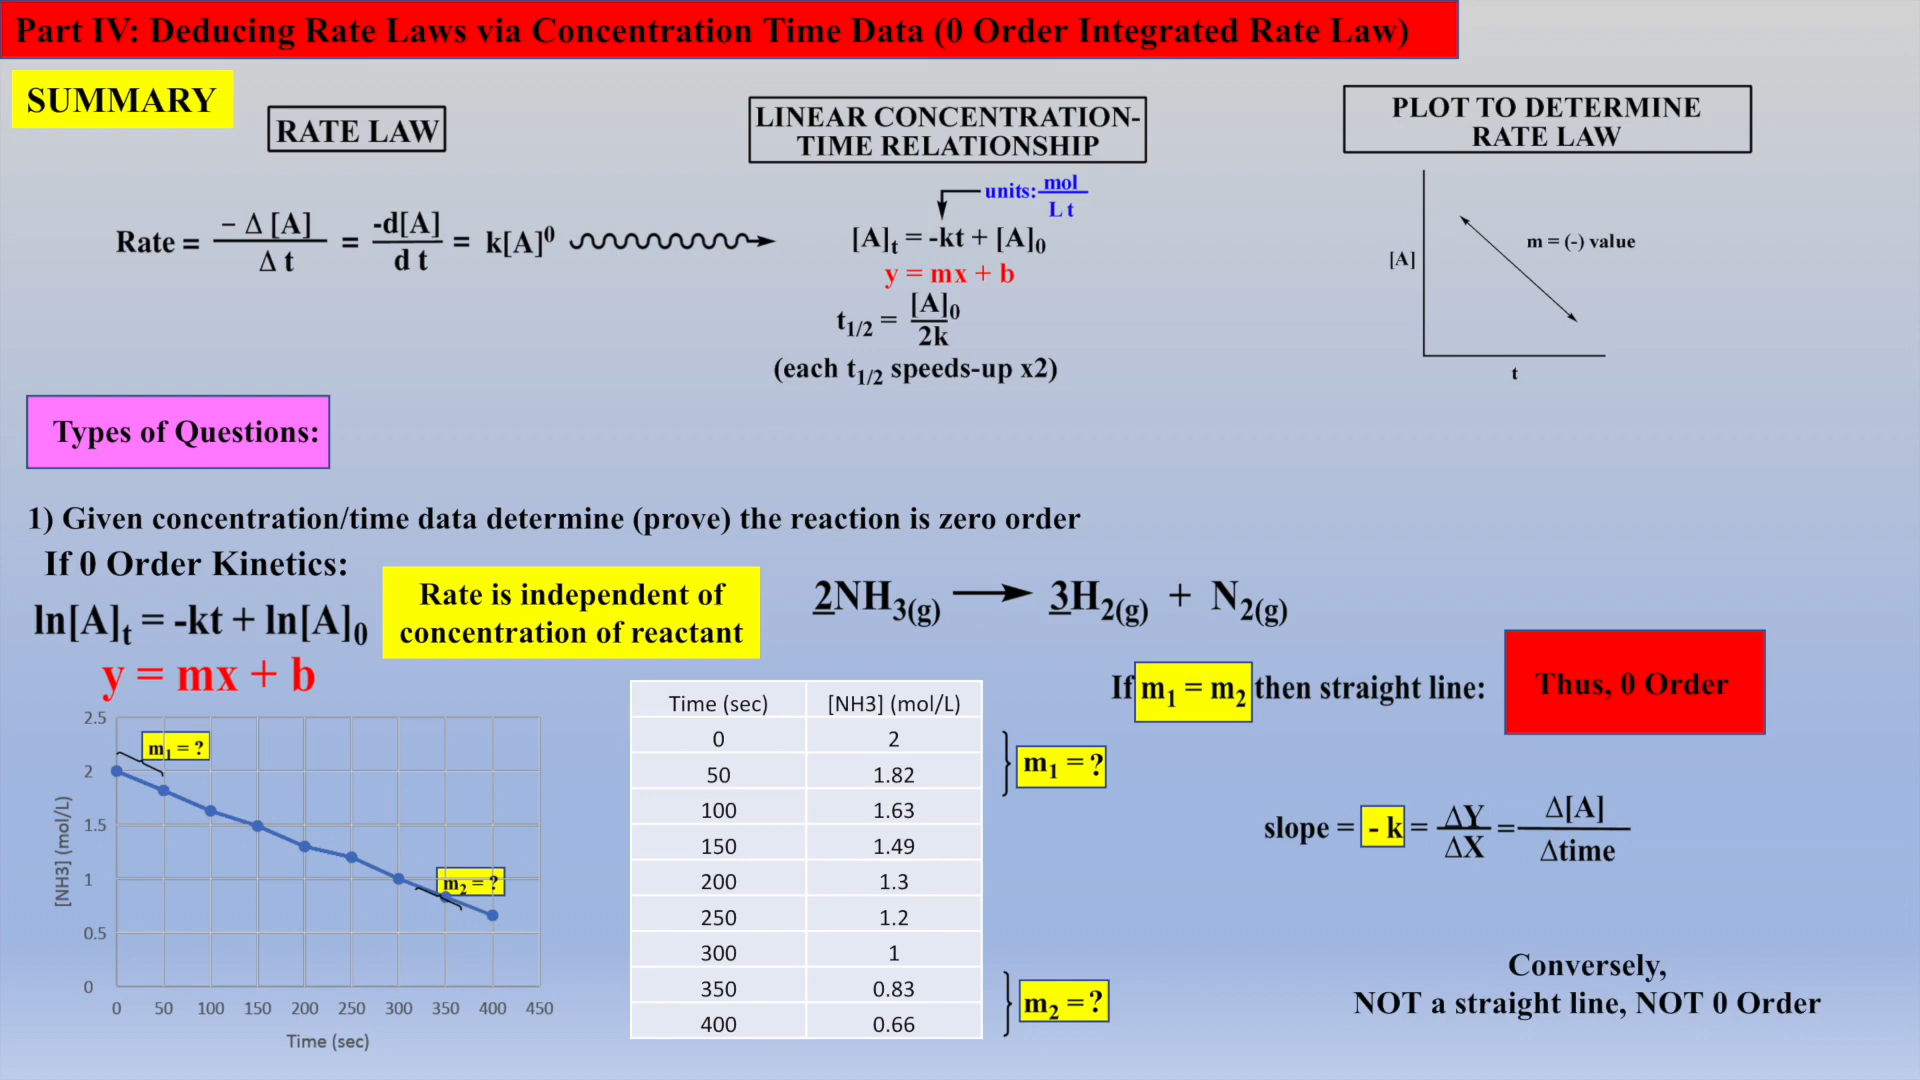 Part IV: Deducing Rate Laws via Concentration Time Data (0 Order Integrated Rate Law)
SUMMARY
RATE LAW
LINEAR CONCENTRATION-
TIME RELATIONSHIP
PLOT TO DETERMINE
RATE LAW
Rate = – Δ [A] / Δ t = -d[A] / d t = k[A]⁰
units: mol / L t
[A]t = -kt + [A]₀
y = mx + b
t1/2 = [A]₀ / 2k
(each t1/2 speeds-up x2)
[A]
m = (-) value
t
Types of Questions:
1) Given concentration/time data determine (prove) the reaction is zero order
If 0 Order Kinetics:
ln[A]t = -kt + ln[A]₀
y = mx + b
Rate is independent of
concentration of reactant
2NH₃(g) → 3H₂(g) + N₂(g)
If m₁ = m₂ then straight line:
Thus, 0 Order
2.5
2
1.5
1
0.5
0
[NH3] (mol/L)
m₁ = ?
m₂ = ?
0 50 100 150 200 250 300 350 400 450
Time (sec)
Time (sec) [NH3] (mol/L)
0 2
50 1.82
100 1.63
150 1.49
200 1.3
250 1.2
300 1
350 0.83
400 0.66
m₁ = ?
m₂ = ?
slope = - k = ΔY / ΔX = Δ[A] / Δtime
Conversely,
NOT a straight line, NOT 0 Order